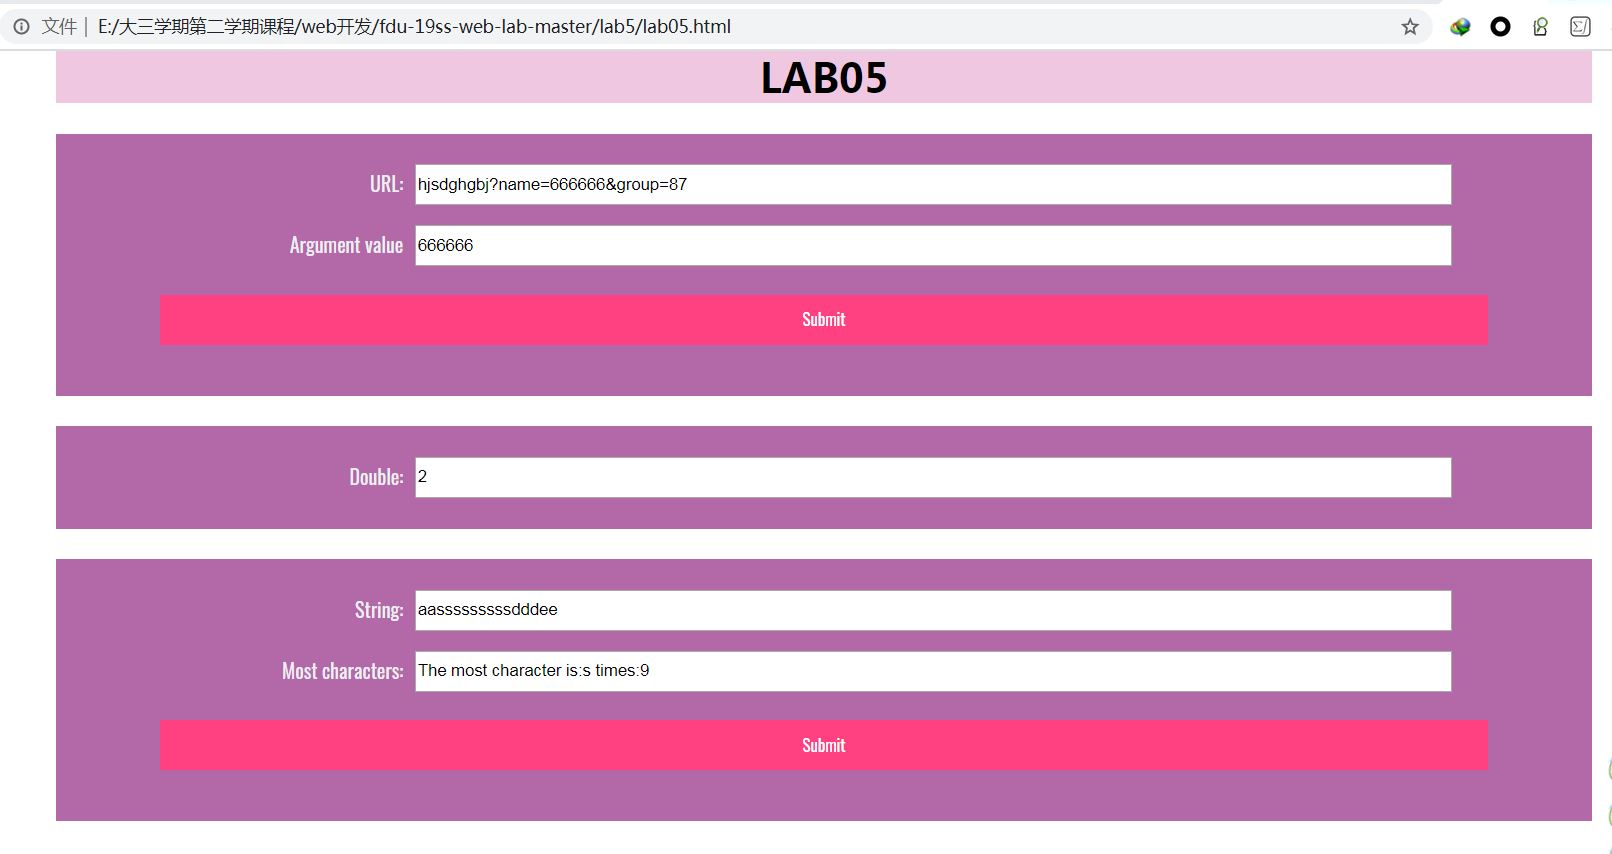 文件 | E:/大三学期第二学期课程/web开发/fdu-19ss-web-lab-master/lab5/lab05.html
LAB05
URL: hjsdghgbj?name=666666&group=87
Argument value 666666
Submit
Double: 2
String: aasssssssssdddee
Most characters: The most character is:s times:9
Submit